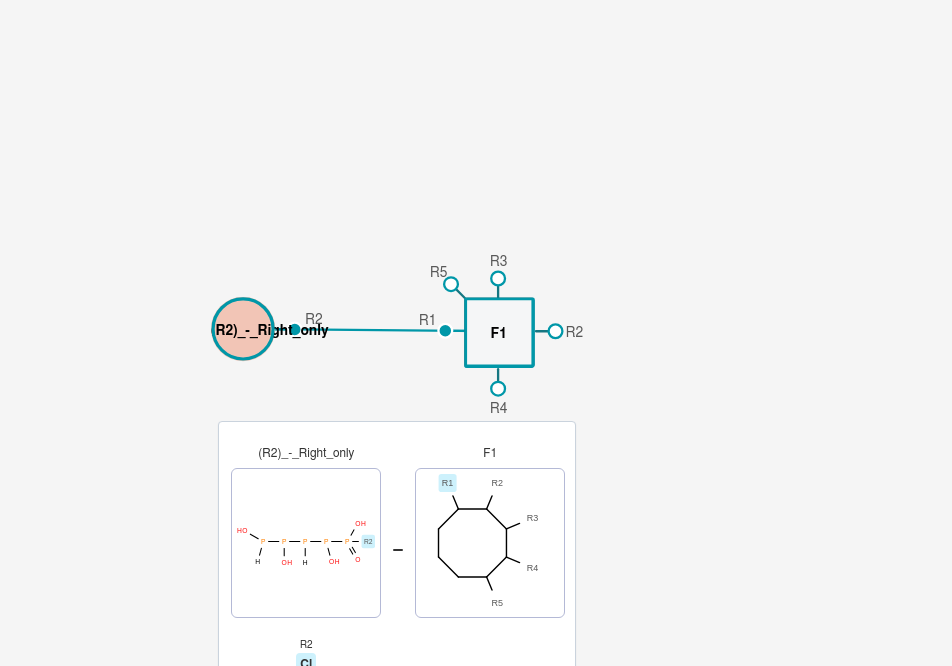 R3
R5
R2
R1
R2)_-_Right_only
F1
R2
R4
(R2)_-_Right_only
F1
R1
R2
R3
R4
R5
HO
OH
P
P
P
P
P
R2
H
OH
H
OH
O
R2
Cl